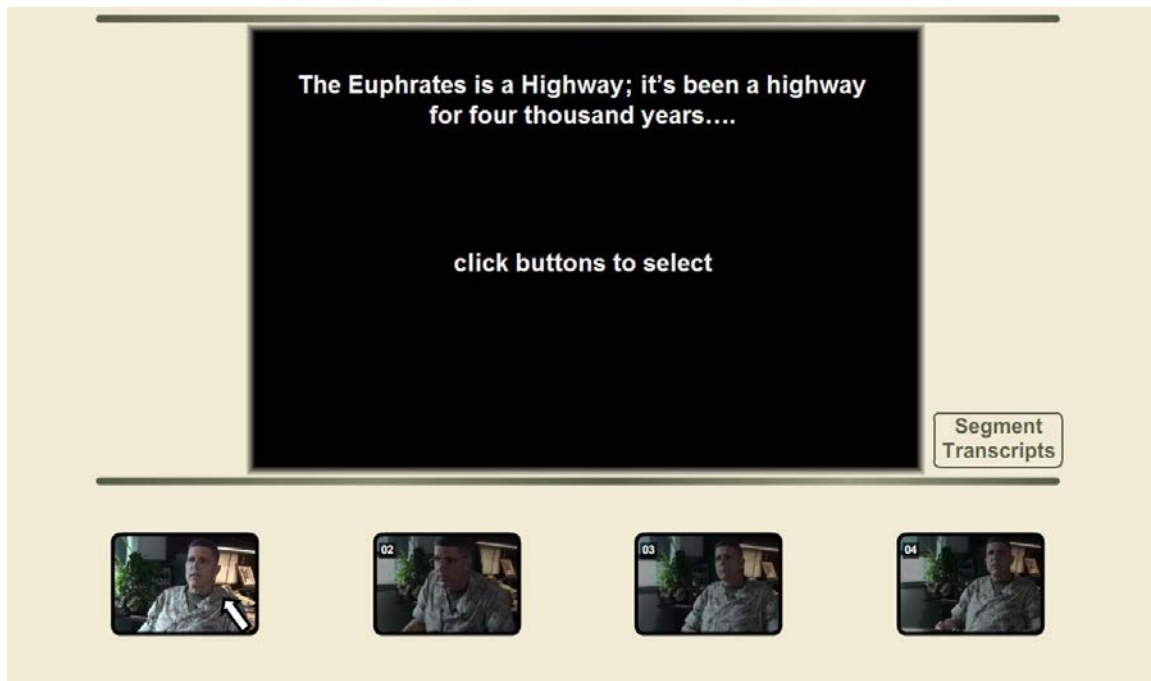 The Euphrates is a Highway; it’s been a highway
for four thousand years….
click buttons to select
Segment
Transcripts
02
03
04